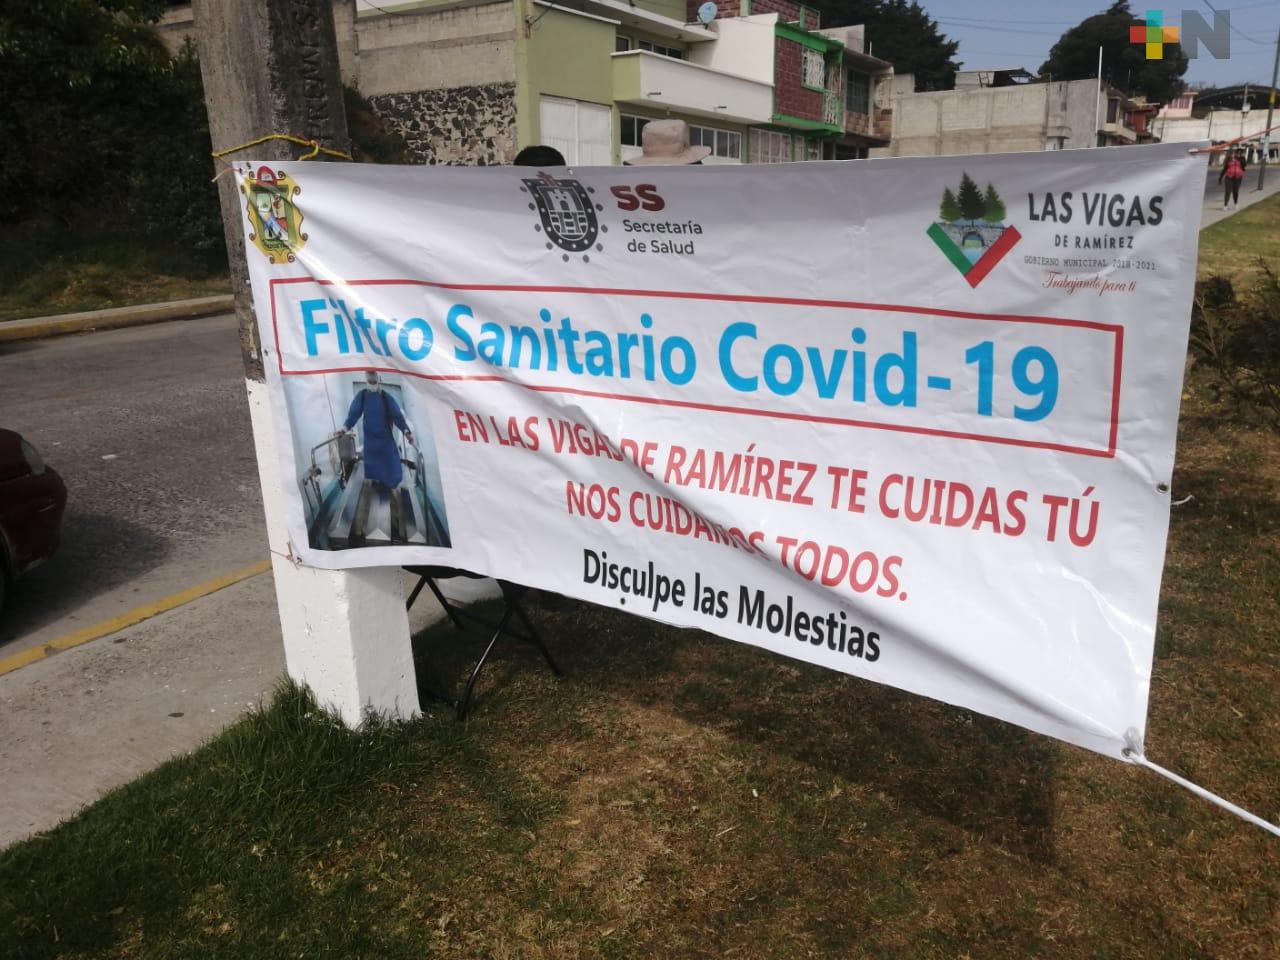 +N
SS
Secretaría
de Salud
LAS VIGAS
DE RAMÍREZ
GOBIERNO MUNICIPAL 2018-2021
Trabajando para ti
Filtro Sanitario Covid-19
EN LAS VIGAS DE RAMÍREZ TE CUIDAS TÚ
NOS CUIDAMOS TODOS.
Disculpe las Molestias